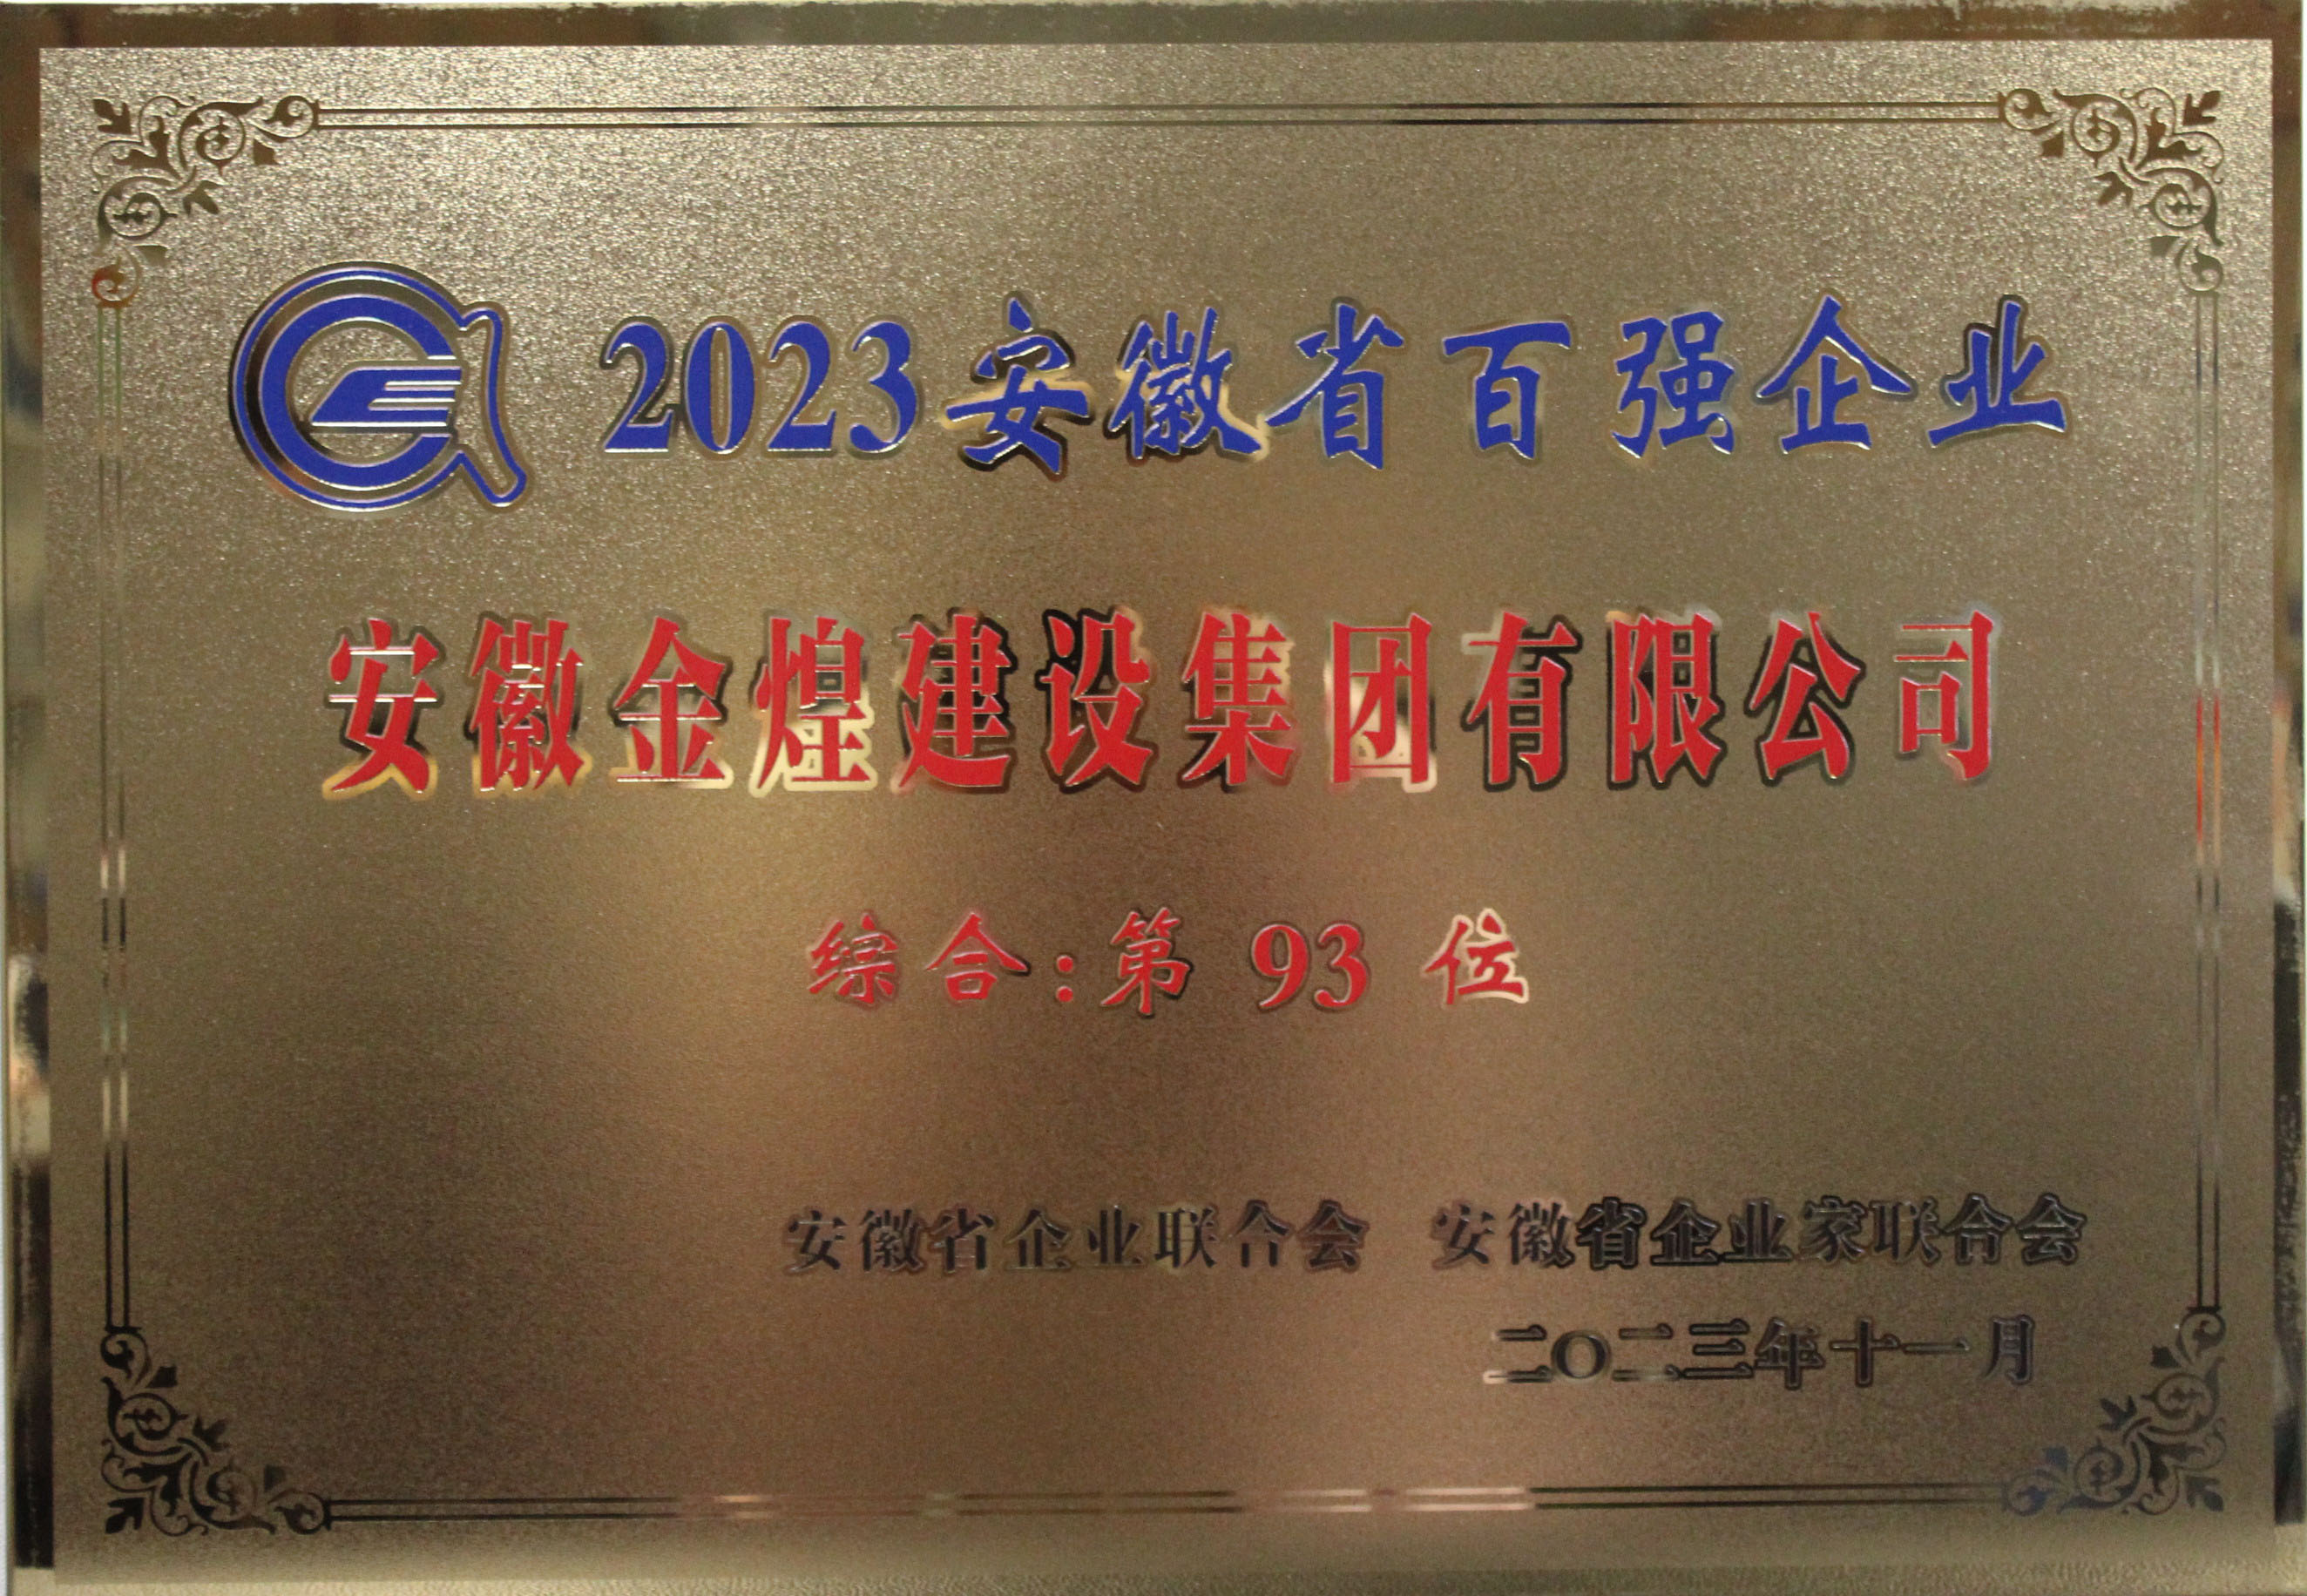 2023安徽省百强企业
安徽金煌建设集团有限公司
综合:第 93 位
安徽省企业联合会 安徽省企业家联合会
二〇二三年十一月